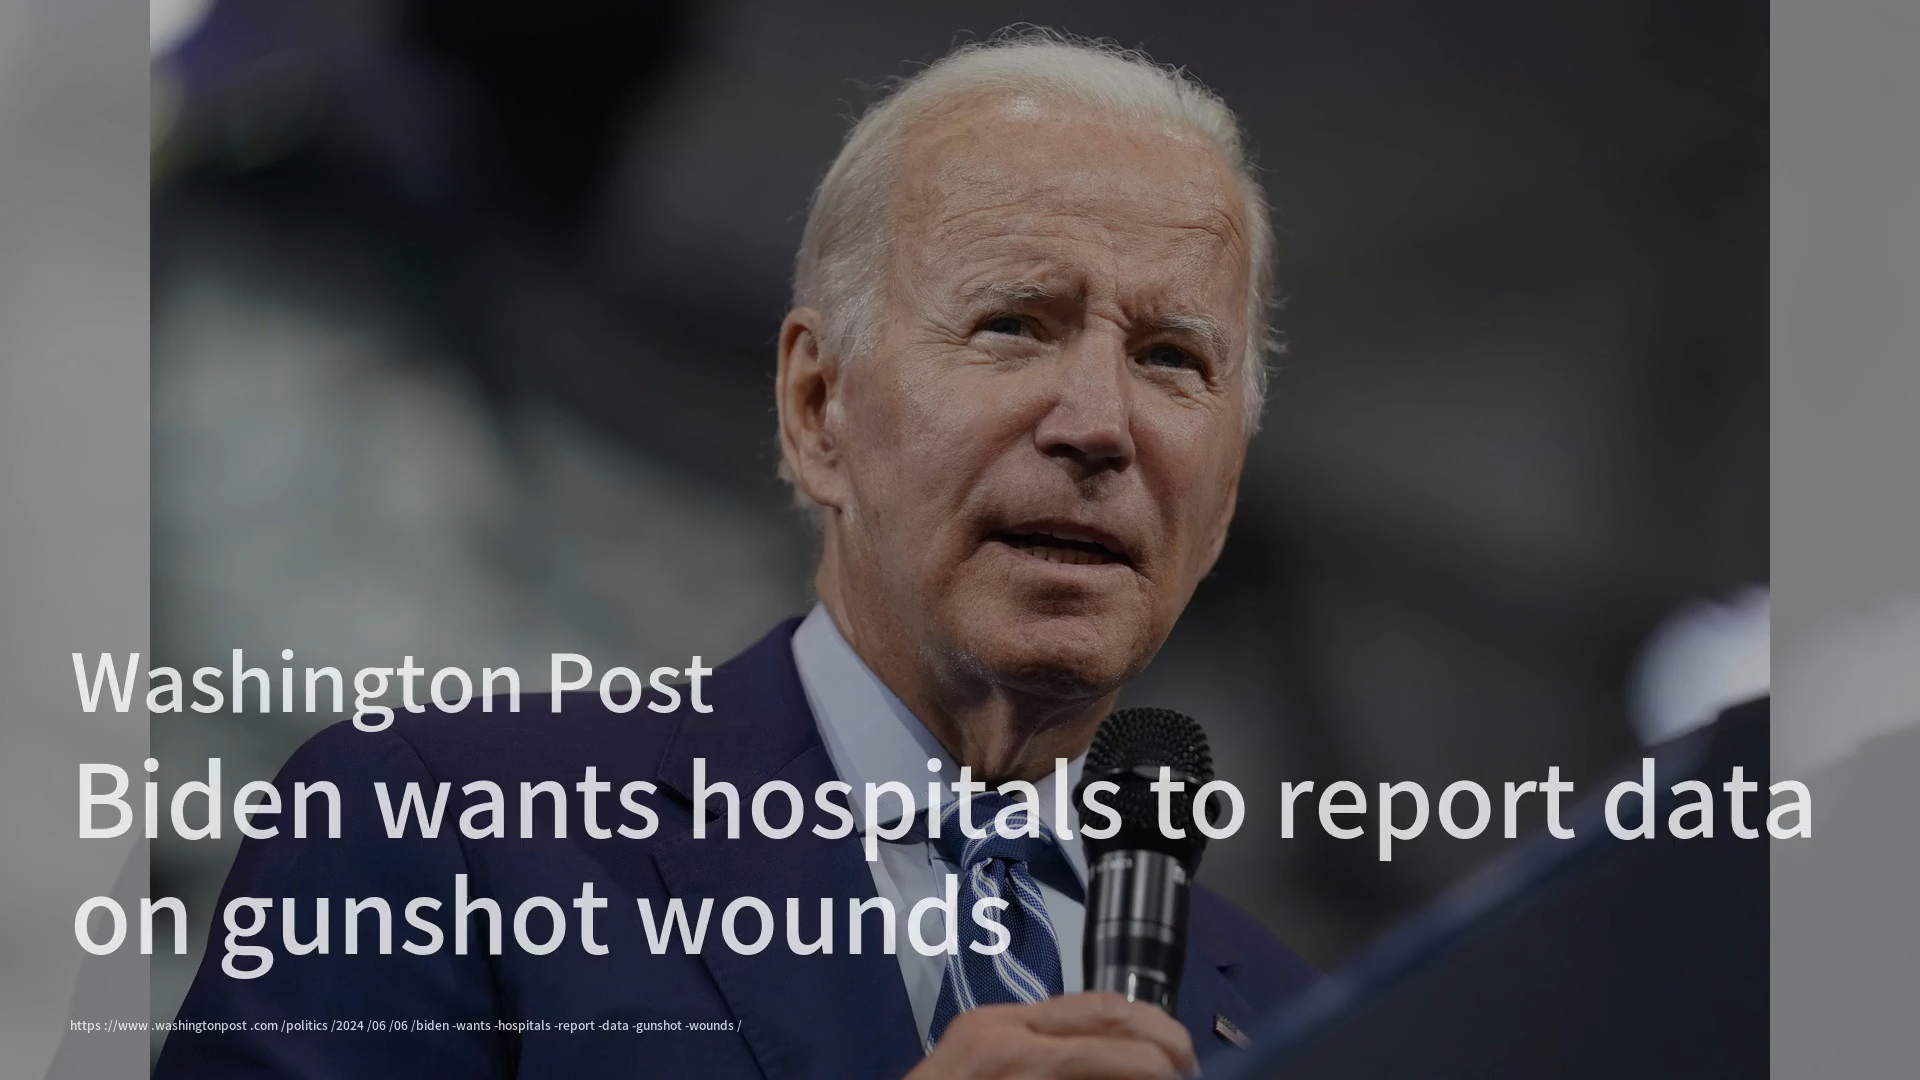 Washington Post
Biden wants hospitals to report data
on gunshot wounds
https ://www .washingtonpost .com /politics /2024 /06 /06 /biden -wants -hospitals -report -data -gunshot -wounds /